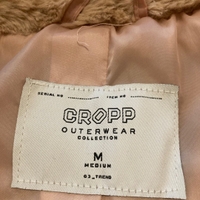 SERIAL NO ITEM NO
CROPP
OUTERWEAR
COLLECTION
M
MEDIUM
03_TREND